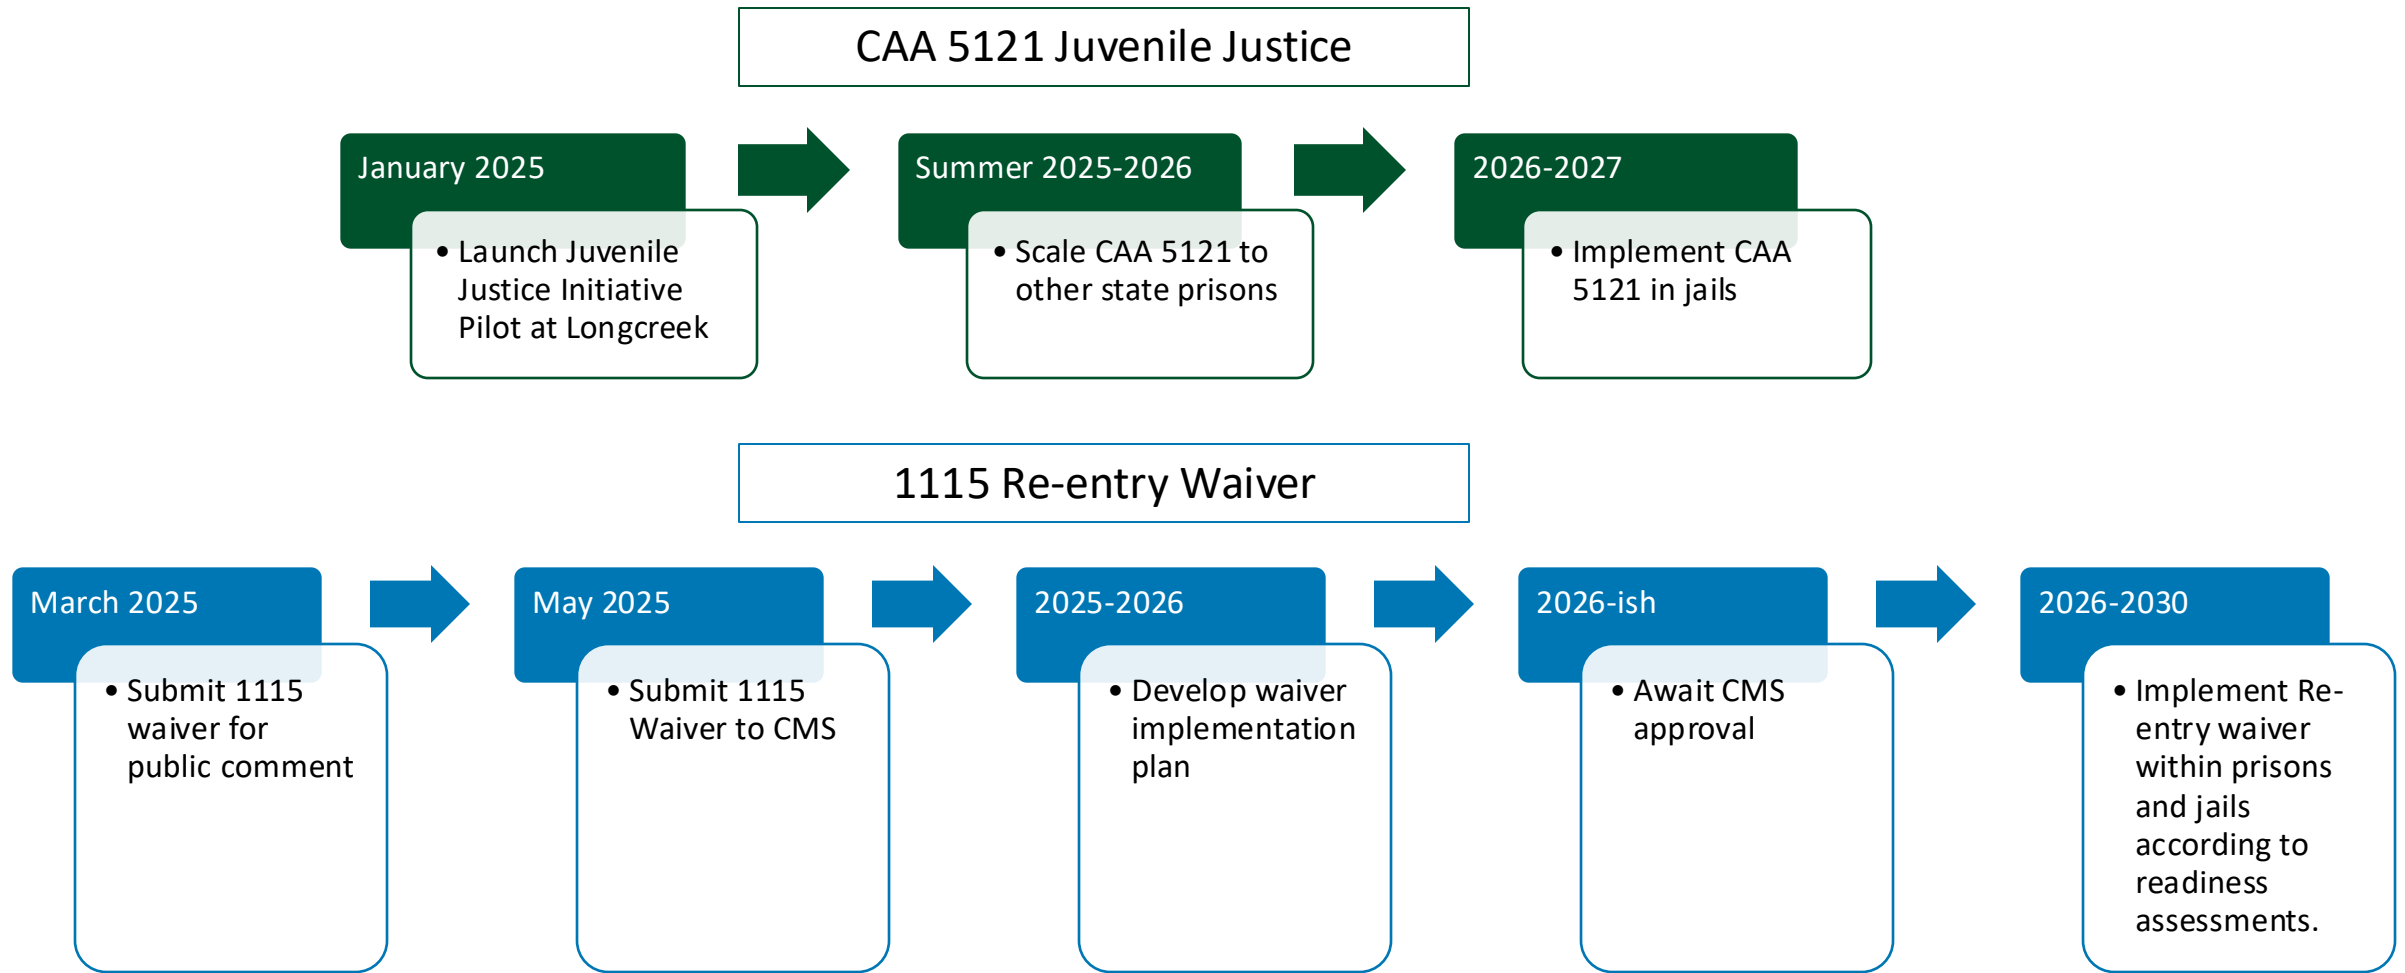 CAA 5121 Juvenile Justice
January 2025
• Launch Juvenile
Justice Initiative
Pilot at Longcreek
Summer 2025-2026
• Scale CAA 5121 to
other state prisons
2026-2027
• Implement CAA
5121 in jails
1115 Re-entry Waiver
March 2025
• Submit 1115
waiver for
public comment
May 2025
• Submit 1115
Waiver to CMS
2025-2026
• Develop waiver
implementation
plan
2026-ish
• Await CMS
approval
2026-2030
• Implement Re-
entry waiver
within prisons
and jails
according to
readiness
assessments.